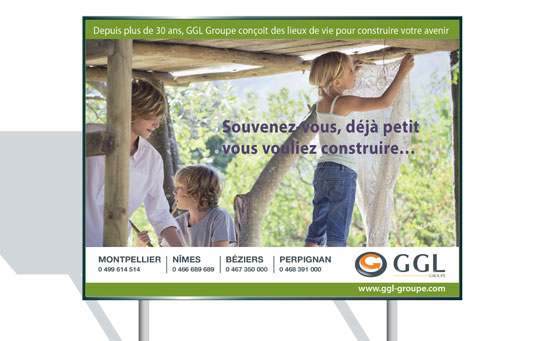 Depuis plus de 30 ans, GGL Groupe conçoit des lieux de vie pour construire votre avenir
Souvenez-vous, déjà petit
vous vouliez construire...
MONTPELLIER
0 499 614 514
NÎMES
0 466 689 689
BÉZIERS
0 467 350 000
PERPIGNAN
0 468 391 000
GGL
GROUPE
www.ggl-groupe.com